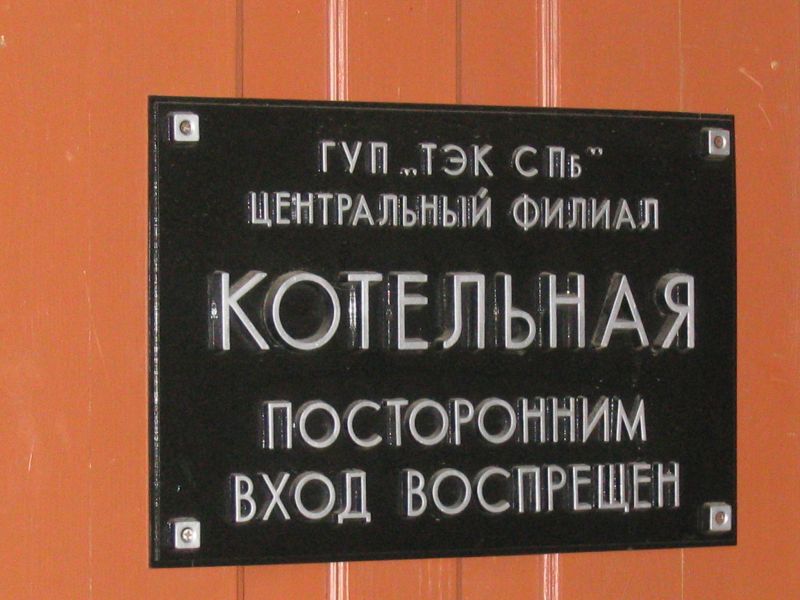 ГУП „ТЭК СПб"
ЦЕНТРАЛЬНЫЙ ФИЛИАЛ
КОТЕЛЬНАЯ
ПОСТОРОННИМ
ВХОД ВОСПРЕЩЕН